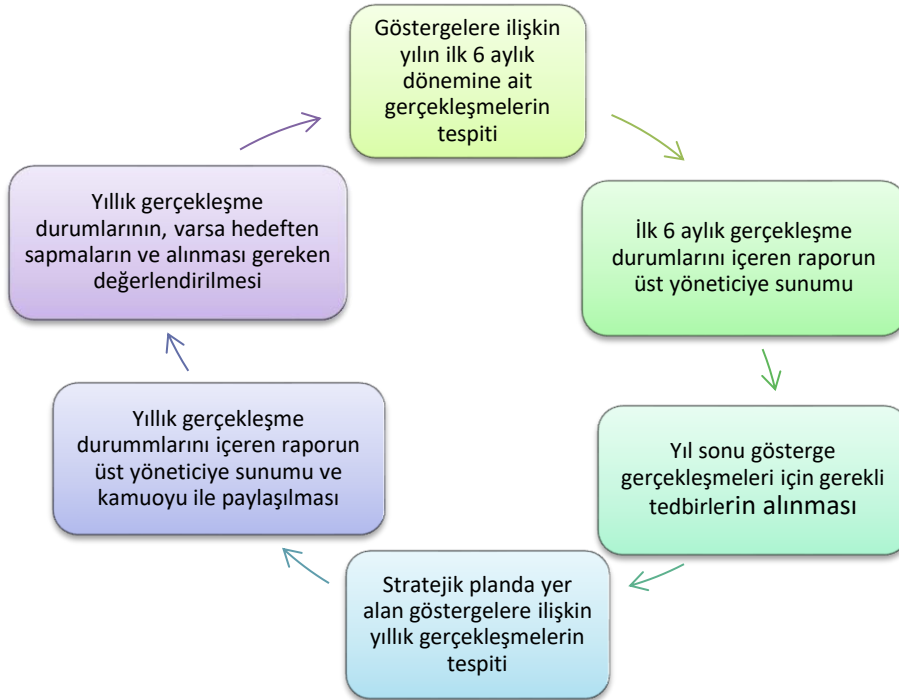 Göstergelere ilişkin
yılın ilk 6 aylık
dönemine ait
gerçekleşmelerin
tespiti
İlk 6 aylık gerçekleşme
durumlarını içeren raporun
üst yöneticiye sunumu
Yıl sonu gösterge
gerçekleşmeleri için gerekli
tedbirlerin alınması
Stratejik planda yer
alan göstergelere ilişkin
yıllık gerçekleşmelerin
tespiti
Yıllık gerçekleşme
durummlarını içeren raporun
üst yöneticiye sunumu ve
kamuoyu ile paylaşılması
Yıllık gerçekleşme
durumlarının, varsa hedeften
sapmaların ve alınması gereken
değerlendirilmesi